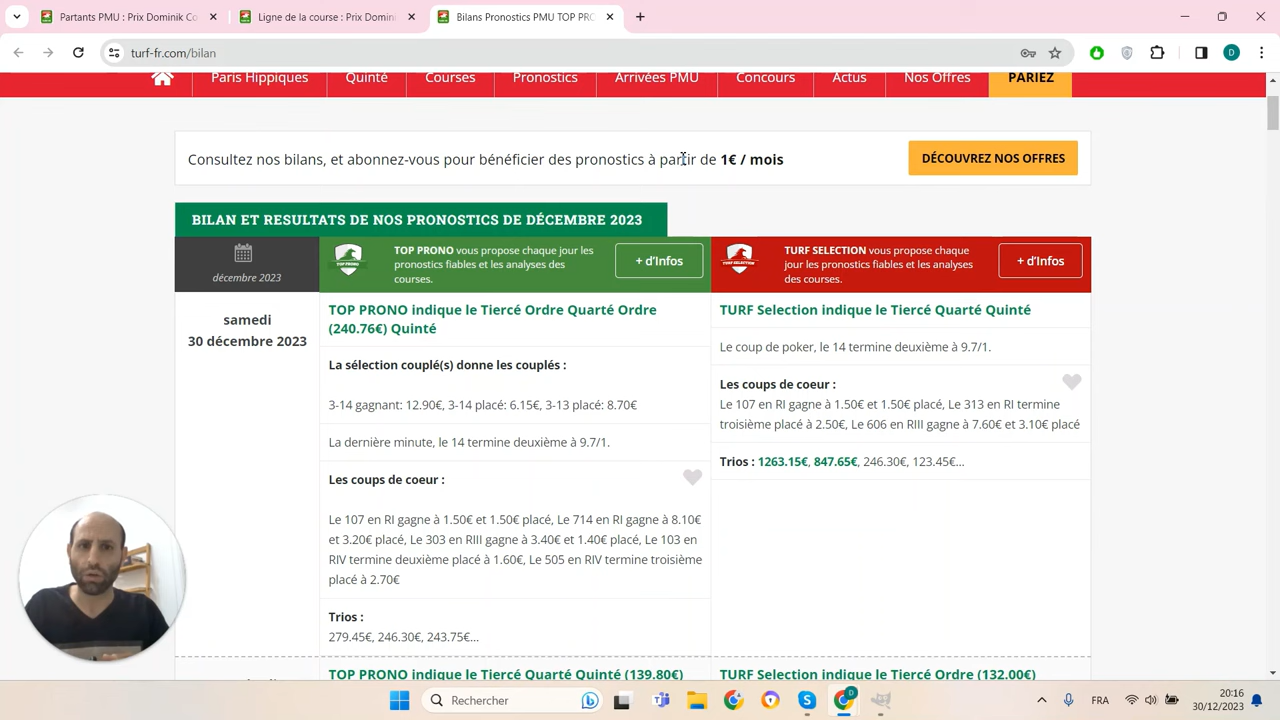 Partants PMU : Prix Dominik Co
Ligne de la course : Prix Domini
Bilans Pronostics PMU TOP PRO
turf-fr.com/bilan
D
Paris Hippiques
Quinté
Courses
Pronostics
Arrivées PMU
Concours
Actus
Nos Offres
PARIEZ
Consultez nos bilans, et abonnez-vous pour bénéficier des pronostics à partir de 1€ / mois
DÉCOUVREZ NOS OFFRES
BILAN ET RESULTATS DE NOS PRONOSTICS DE DÉCEMBRE 2023
décembre 2023
TOP PRONO
TOP PRONO vous propose chaque jour les
pronostics fiables et les analyses des
courses.
+ d'Infos
TURF SELECTION
TURF SELECTION vous propose chaque
jour les pronostics fiables et les analyses
des courses.
+ d'Infos
samedi
30 décembre 2023
TOP PRONO indique le Tiercé Ordre Quarté Ordre
(240.76€) Quinté
La sélection couplé(s) donne les couplés :
3-14 gagnant: 12.90€, 3-14 placé: 6.15€, 3-13 placé: 8.70€
La dernière minute, le 14 termine deuxième à 9.7/1.
Les coups de coeur :
Le 107 en RI gagne à 1.50€ et 1.50€ placé, Le 714 en RI gagne à 8.10€
et 3.20€ placé, Le 303 en RIII gagne à 3.40€ et 1.40€ placé, Le 103 en
RIV termine deuxième placé à 1.60€, Le 505 en RIV termine troisième
placé à 2.70€
Trios :
279.45€, 246.30€, 243.75€...
TURF Selection indique le Tiercé Quarté Quinté
Le coup de poker, le 14 termine deuxième à 9.7/1.
Les coups de coeur :
Le 107 en RI gagne à 1.50€ et 1.50€ placé, Le 313 en RI termine
troisième placé à 2.50€, Le 606 en RIII gagne à 7.60€ et 3.10€ placé
Trios : 1263.15€, 847.65€, 246.30€, 123.45€...
TOP PRONO indique le Tiercé Quarté Quinté (139.80€)
TURF Selection indique le Tiercé Ordre (132.00€)
Rechercher
D
FRA
20:16
30/12/2023